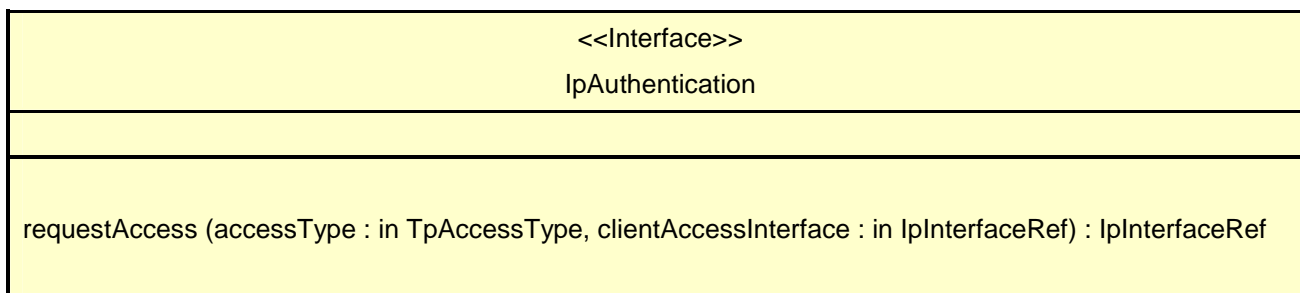 <<Interface>>
IpAuthentication
requestAccess (accessType : in TpAccessType, clientAccessInterface : in IpInterfaceRef) : IpInterfaceRef